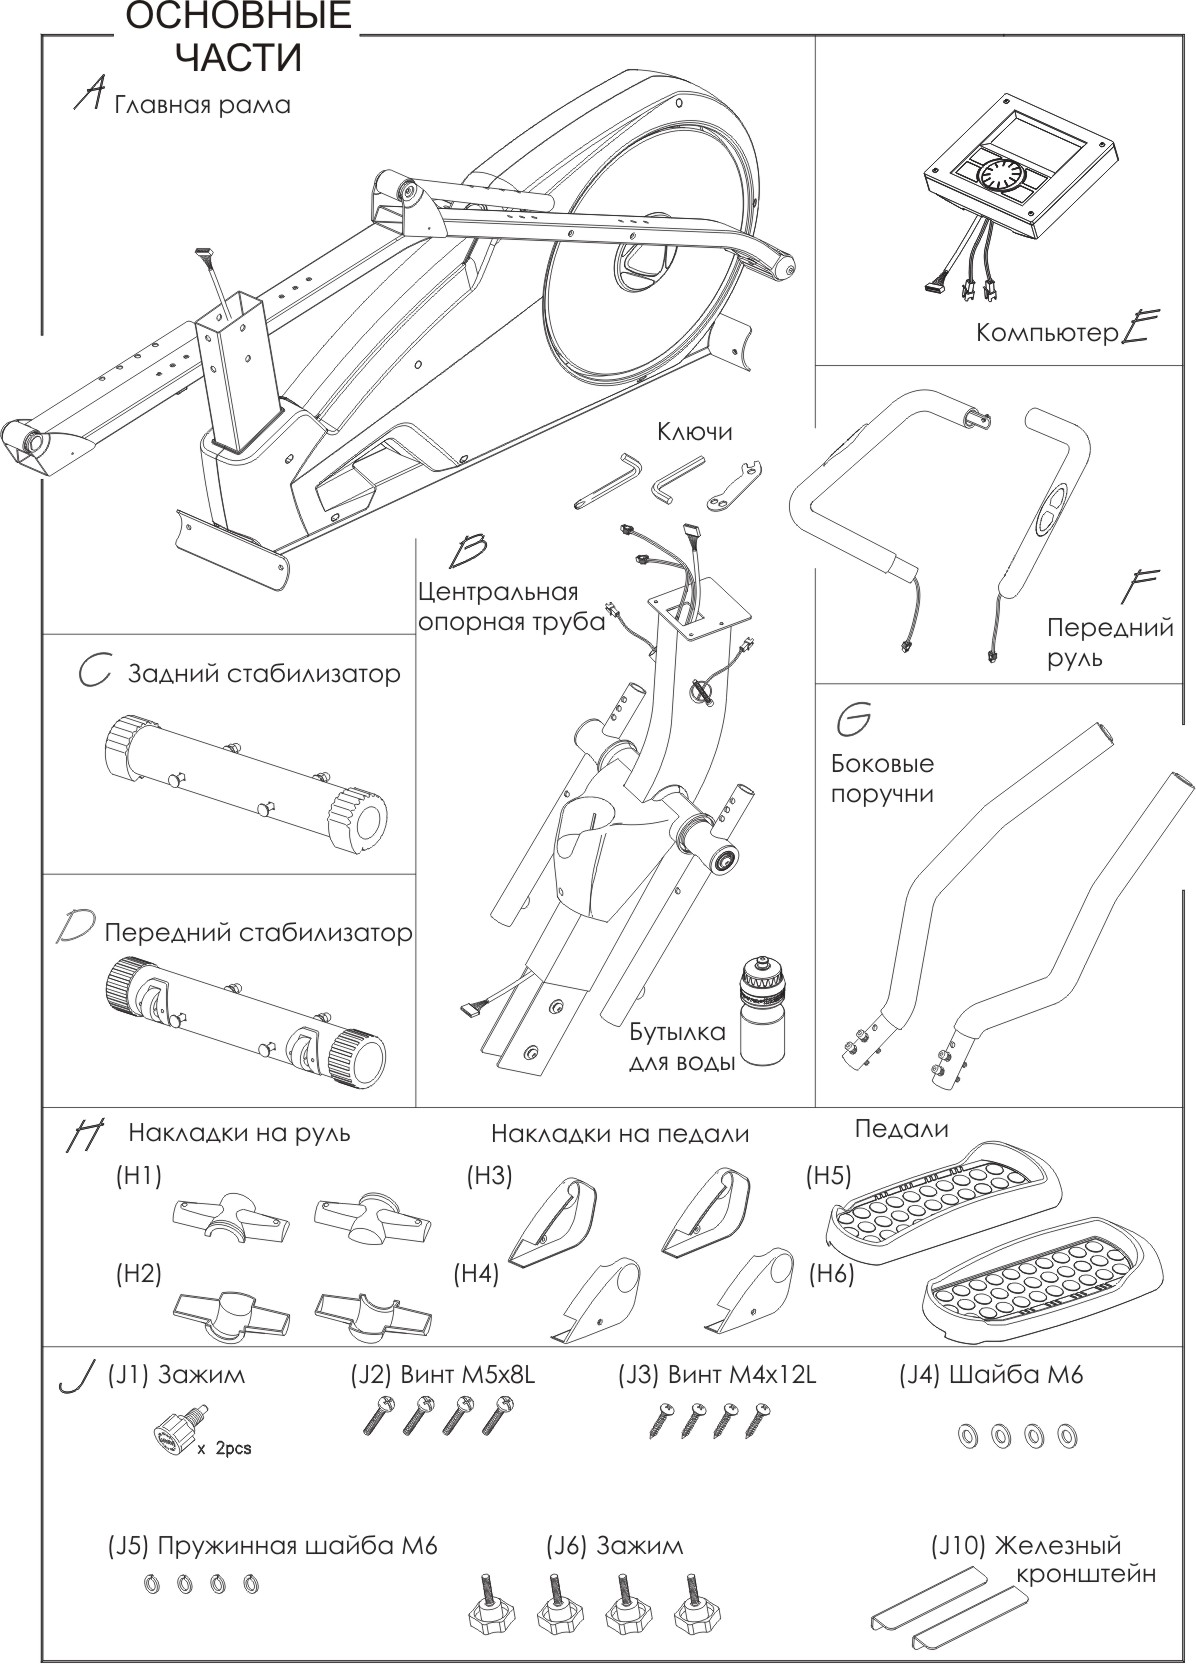 ОСНОВНЫЕ
ЧАСТИ
A Главная рама
Компьютер E
Ключи
B
Центральная
опорная труба
F
Передний
руль
C Задний стабилизатор
G
Боковые
поручни
D Передний стабилизатор
Бутылка
для воды
H Накладки на руль
Накладки на педали
Педали
(H1)
(H3)
(H5)
(H2)
(H4)
(H6)
J (J1) Зажим
(J2) Винт M5x8L
(J3) Винт M4x12L
(J4) Шайба M6
x 2pcs
(J5) Пружинная шайба M6
(J6) Зажим
(J10) Железный
кронштейн